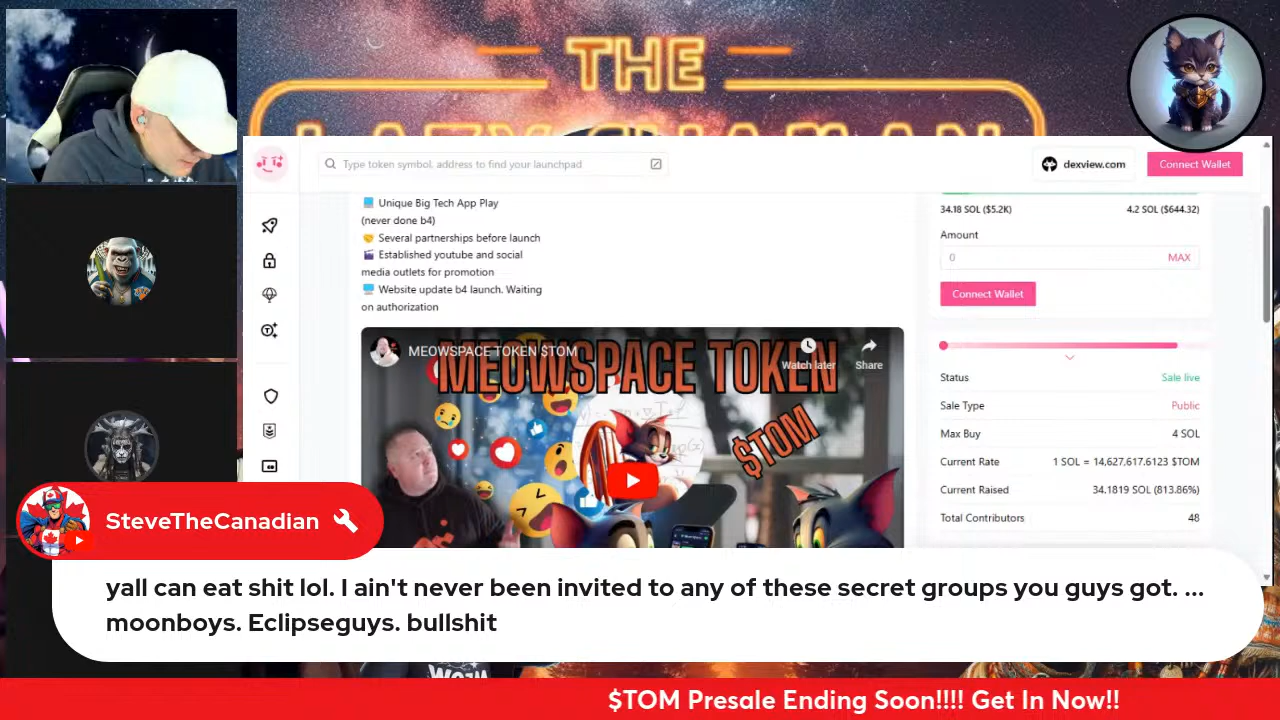 THE
LAZY SHAMAN
Type token symbol, address to find your launchpad
dexview.com
Connect Wallet
Unique Big Tech App Play
(never done b4)
Several partnerships before launch
Established youtube and social
media outlets for promotion
Website update b4 launch. Waiting
on authorization
34.18 SOL ($5.2K)
4.2 SOL ($644.32)
Amount
0
MAX
Connect Wallet
MEOWSPACE TOKEN $TOM
Watch later
Share
MEOWSPACE TOKEN
$TOM
Status
Sale live
Sale Type
Public
Max Buy
4 SOL
Current Rate
1 SOL = 14,627,617.6123 $TOM
Current Raised
34.1819 SOL (813.86%)
Total Contributors
48
SteveTheCanadian
yall can eat shit lol. I ain't never been invited to any of these secret groups you guys got. ...
moonboys. Eclipseguys. bullshit
$TOM Presale Ending Soon!!!! Get In Now!!